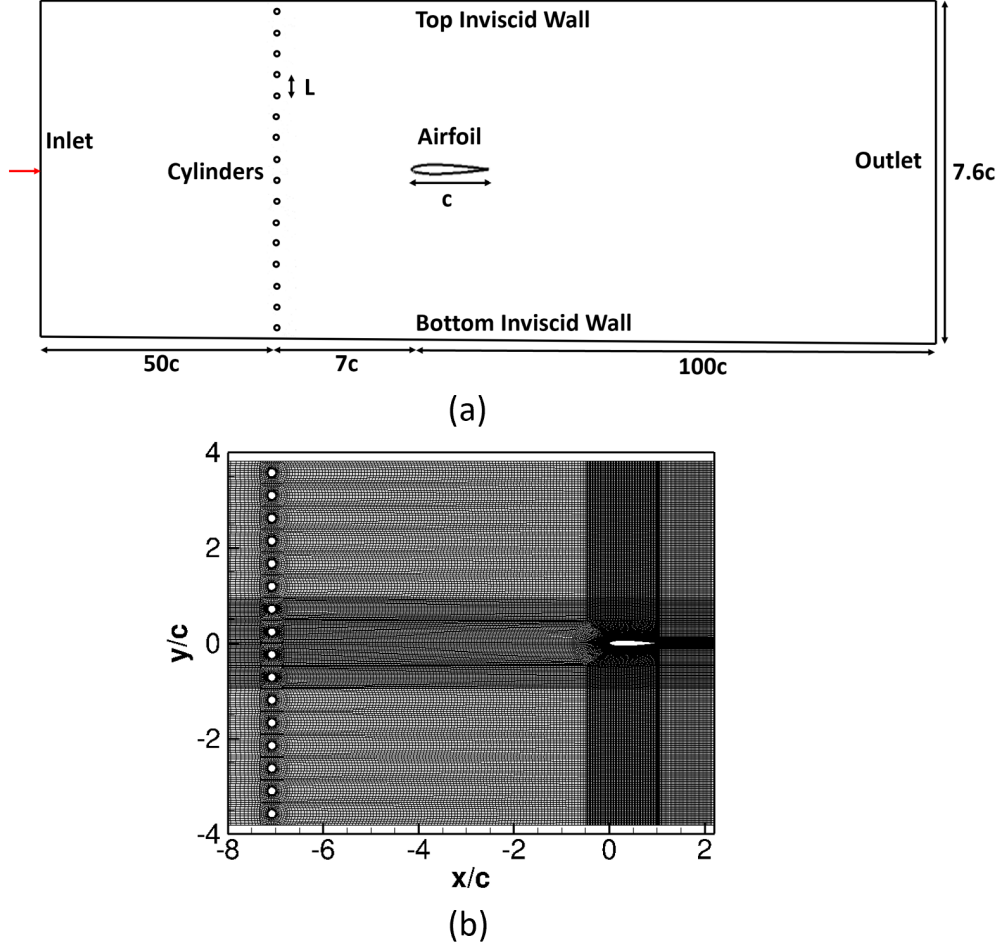 Top Inviscid Wall
L
Inlet
Airfoil
Cylinders
Outlet
7.6c
c
Bottom Inviscid Wall
50c
7c
100c
(a)
4
2
0
-2
-4
y/c
-8
-6
-4
-2
0
2
x/c
(b)